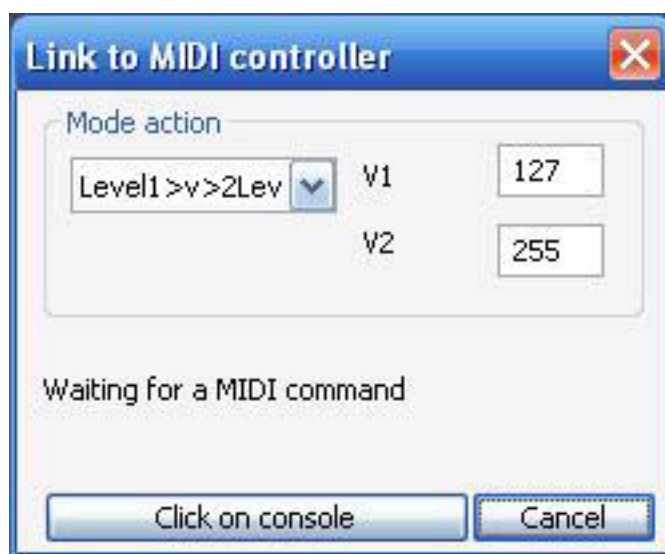 Link to MIDI controller
Mode action
Level1>v>2Lev V1 127
V2 255
Waiting for a MIDI command
Click on console Cancel